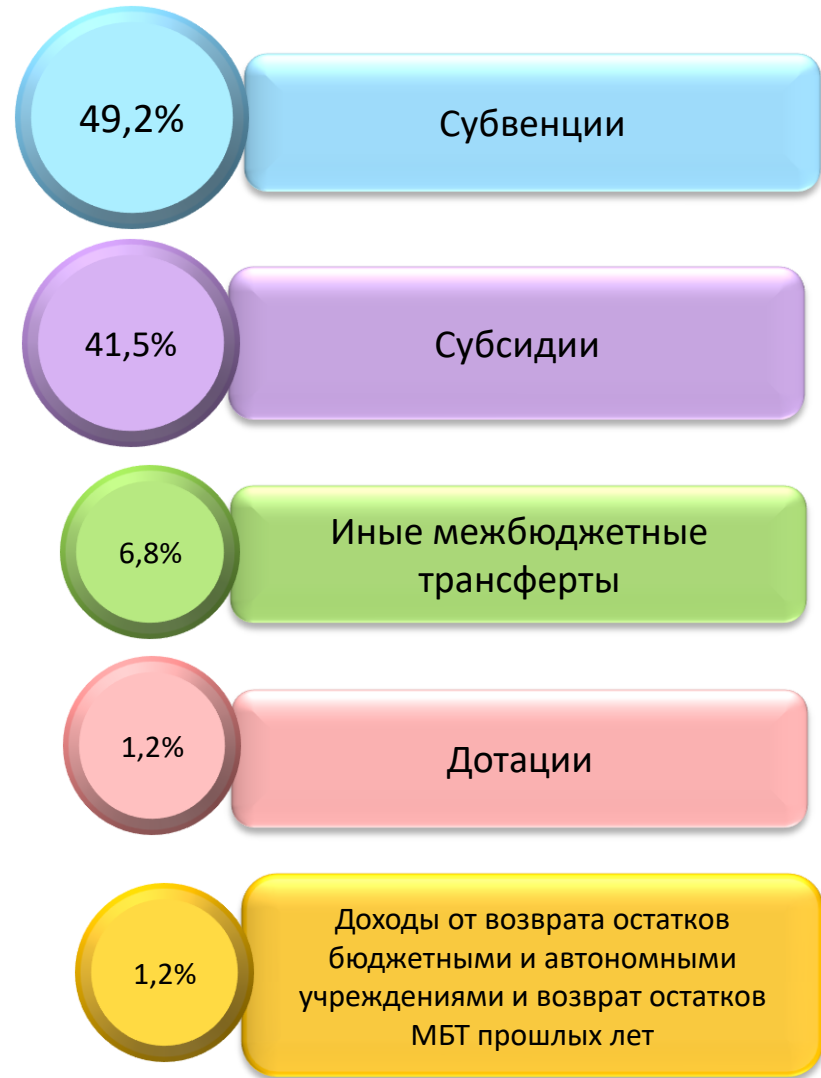 49,2%
Субвенции
41,5%
Субсидии
6,8%
Иные межбюджетные
трансферты
1,2%
Дотации
1,2%
Доходы от возврата остатков
бюджетными и автономными
учреждениями и возврат остатков
МБТ прошлых лет